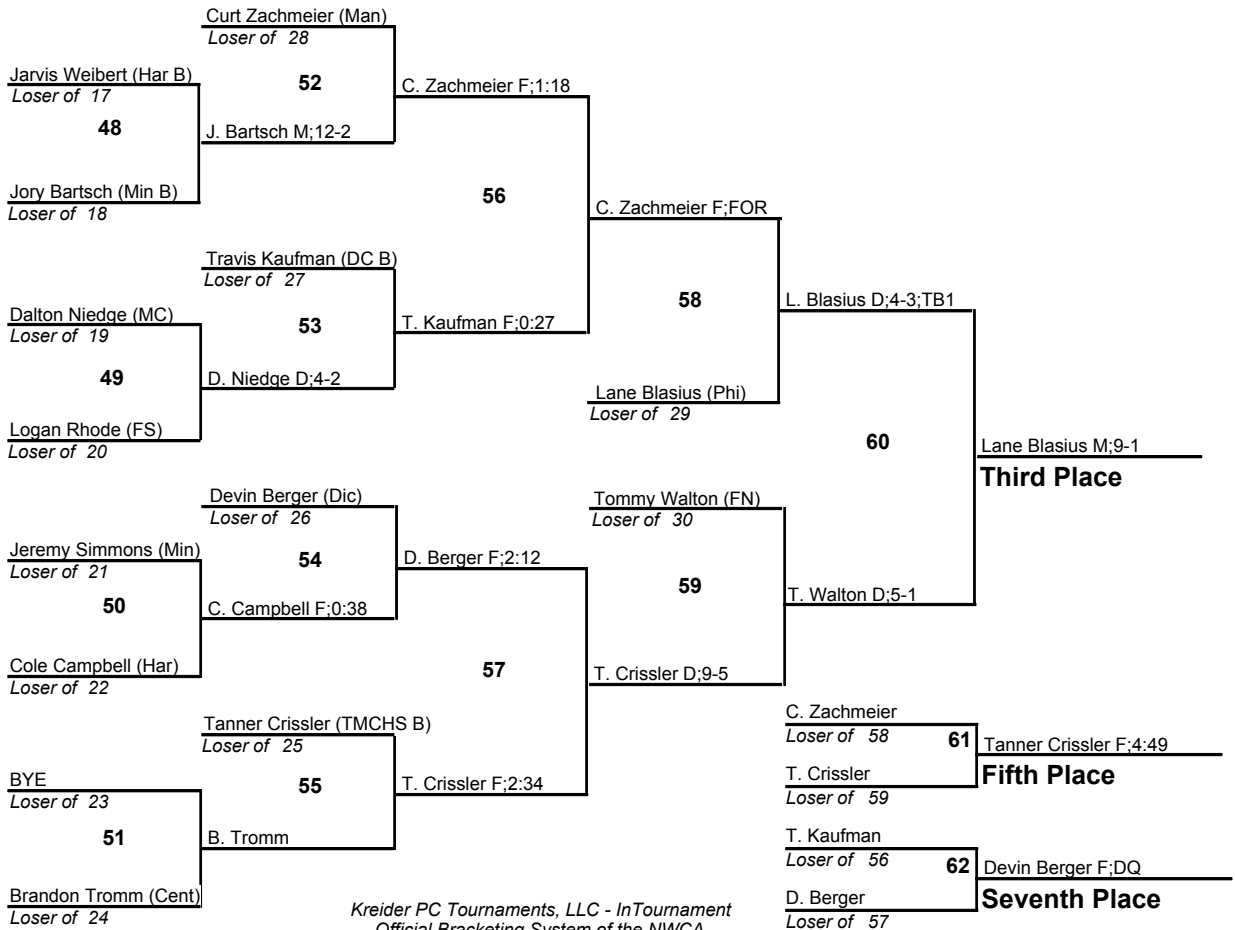 Curt Zachmeier (Man)
Loser of 28
Jarvis Weibert (Har B)
Loser of 17
52
C. Zachmeier F;1:18
48
J. Bartsch M;12-2
Jory Bartsch (Min B)
Loser of 18
56
C. Zachmeier F;FOR
Travis Kaufman (DC B)
Loser of 27
58
L. Blasius D;4-3;TB1
Dalton Niedge (MC)
Loser of 19
53
T. Kaufman F;0:27
49
D. Niedge D;4-2
Lane Blasius (Phi)
Loser of 29
Logan Rhode (FS)
Loser of 20
60
Lane Blasius M;9-1
Third Place
Devin Berger (Dic)
Loser of 26
Tommy Walton (FN)
Loser of 30
Jeremy Simmons (Min)
Loser of 21
54
D. Berger F;2:12
59
50
C. Campbell F;0:38
T. Walton D;5-1
Cole Campbell (Har)
Loser of 22
57
T. Crissler D;9-5
Tanner Crissler (TMCHS B)
Loser of 25
C. Zachmeier
Loser of 58
61
Tanner Crissler F;4:49
Fifth Place
T. Crissler
Loser of 59
BYE
Loser of 23
55
T. Crissler F;2:34
51
B. Tromm
T. Kaufman
Loser of 56
62
Devin Berger F;DQ
Seventh Place
D. Berger
Loser of 57
Brandon Tromm (Cent)
Loser of 24
Kreider PC Tournaments, LLC - InTournament
Official Bracketing System of the NWCA